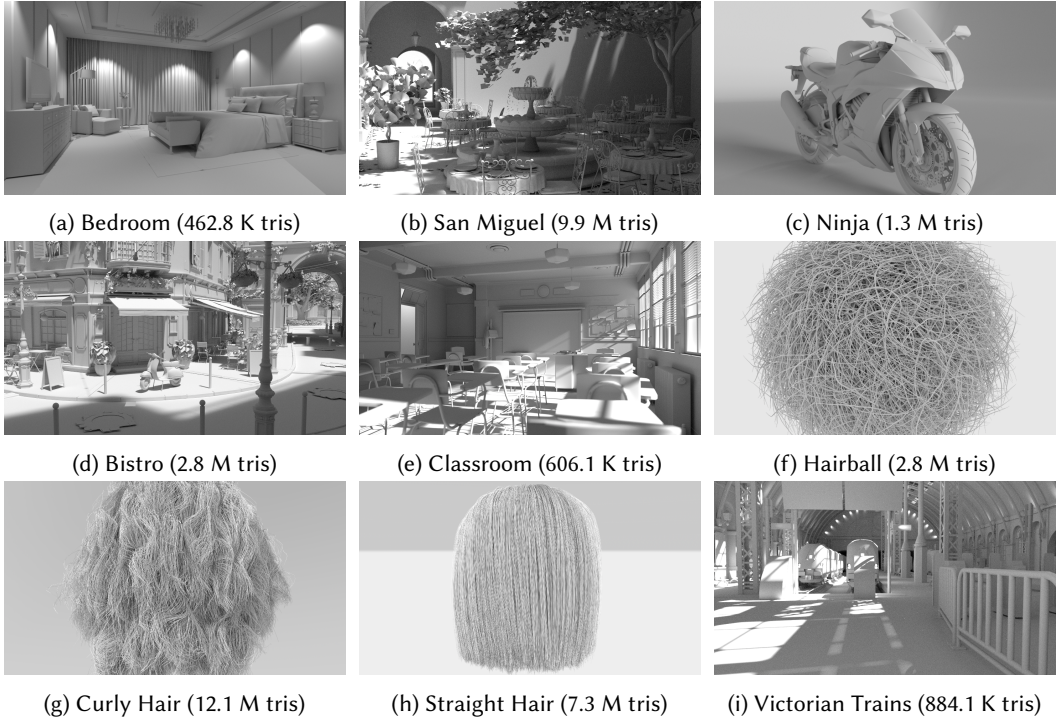 (a) Bedroom (462.8 K tris)
(b) San Miguel (9.9 M tris)
(c) Ninja (1.3 M tris)
(d) Bistro (2.8 M tris)
(e) Classroom (606.1 K tris)
(f) Hairball (2.8 M tris)
(g) Curly Hair (12.1 M tris)
(h) Straight Hair (7.3 M tris)
(i) Victorian Trains (884.1 K tris)